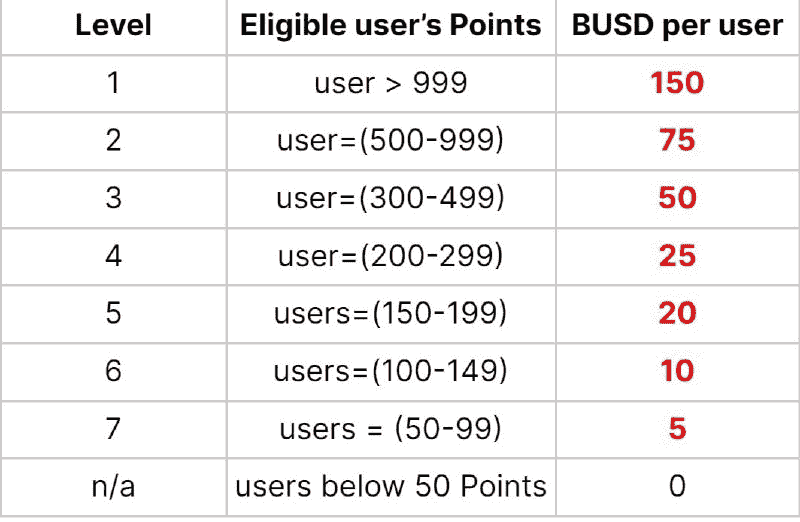 Level Eligible user’s Points BUSD per user
1 user > 999 150
2 user=(500-999) 75
3 user=(300-499) 50
4 user=(200-299) 25
5 users=(150-199) 20
6 users=(100-149) 10
7 users = (50-99) 5
n/a users below 50 Points 0